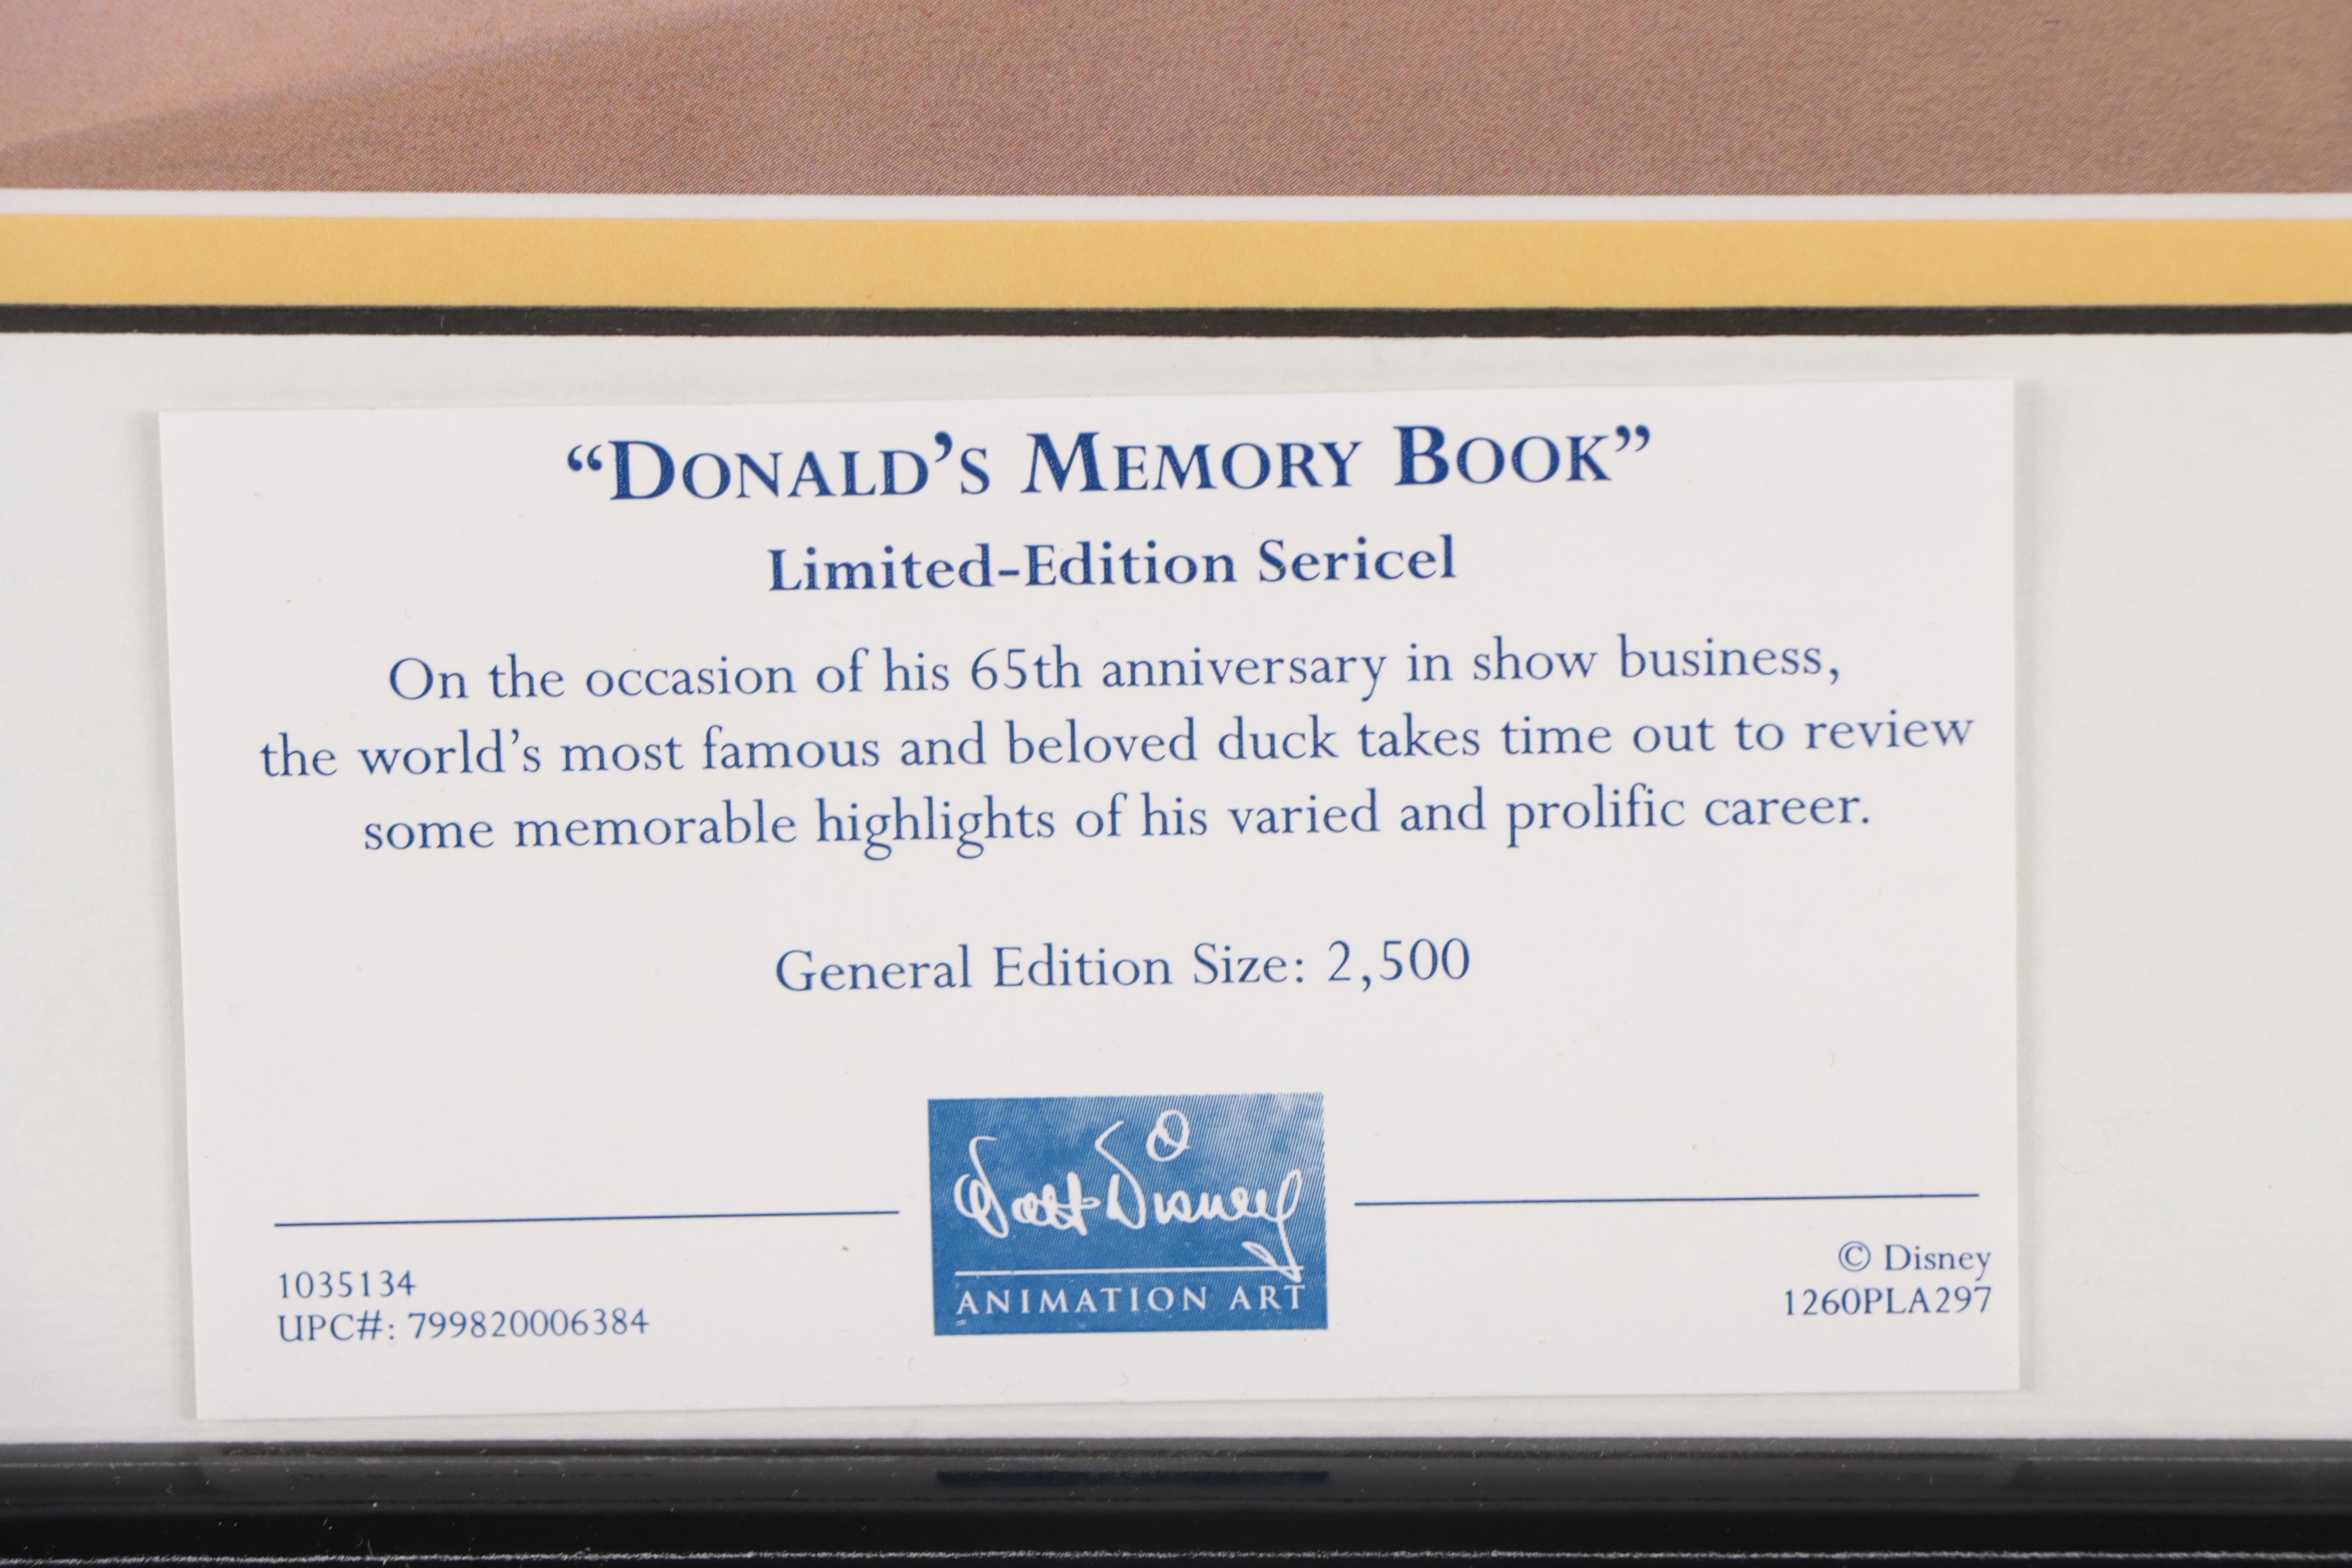 “DONALD’S MEMORY BOOK”
Limited-Edition Sericel
On the occasion of his 65th anniversary in show business,
the world’s most famous and beloved duck takes time out to review
some memorable highlights of his varied and prolific career.
General Edition Size: 2,500
Walt Disney
ANIMATION ART
1035134
UPC#: 799820006384
© Disney
1260PLA297